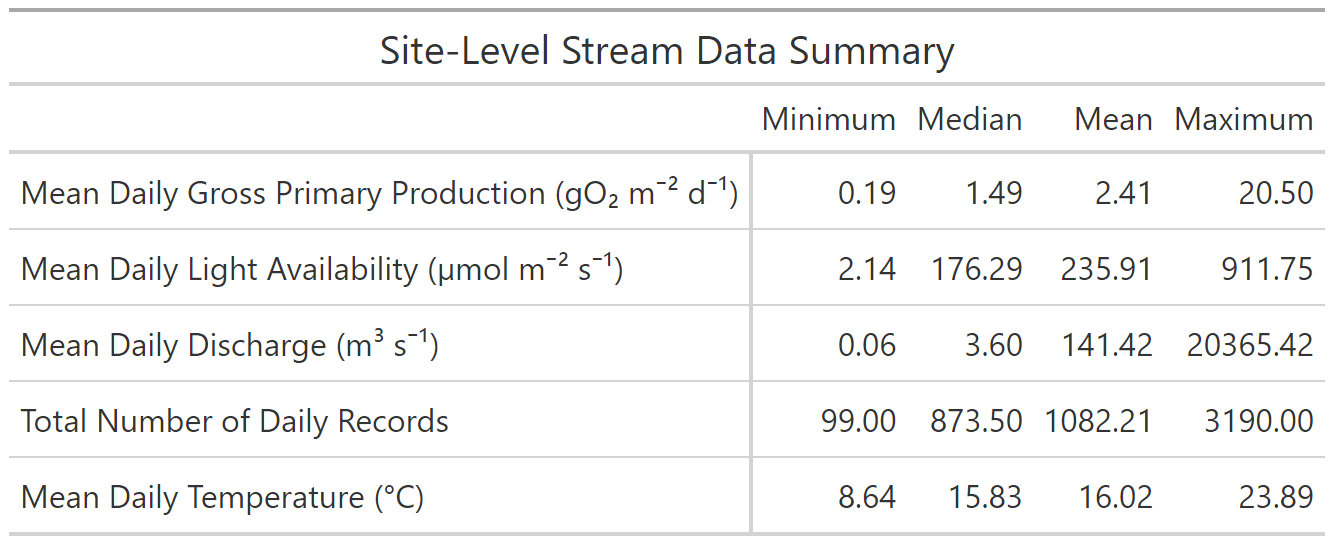 Site-Level Stream Data Summary
Minimum Median Mean Maximum
Mean Daily Gross Primary Production (gO₂ m⁻² d⁻¹) 0.19 1.49 2.41 20.50
Mean Daily Light Availability (μmol m⁻² s⁻¹) 2.14 176.29 235.91 911.75
Mean Daily Discharge (m³ s⁻¹) 0.06 3.60 141.42 20365.42
Total Number of Daily Records 99.00 873.50 1082.21 3190.00
Mean Daily Temperature (°C) 8.64 15.83 16.02 23.89